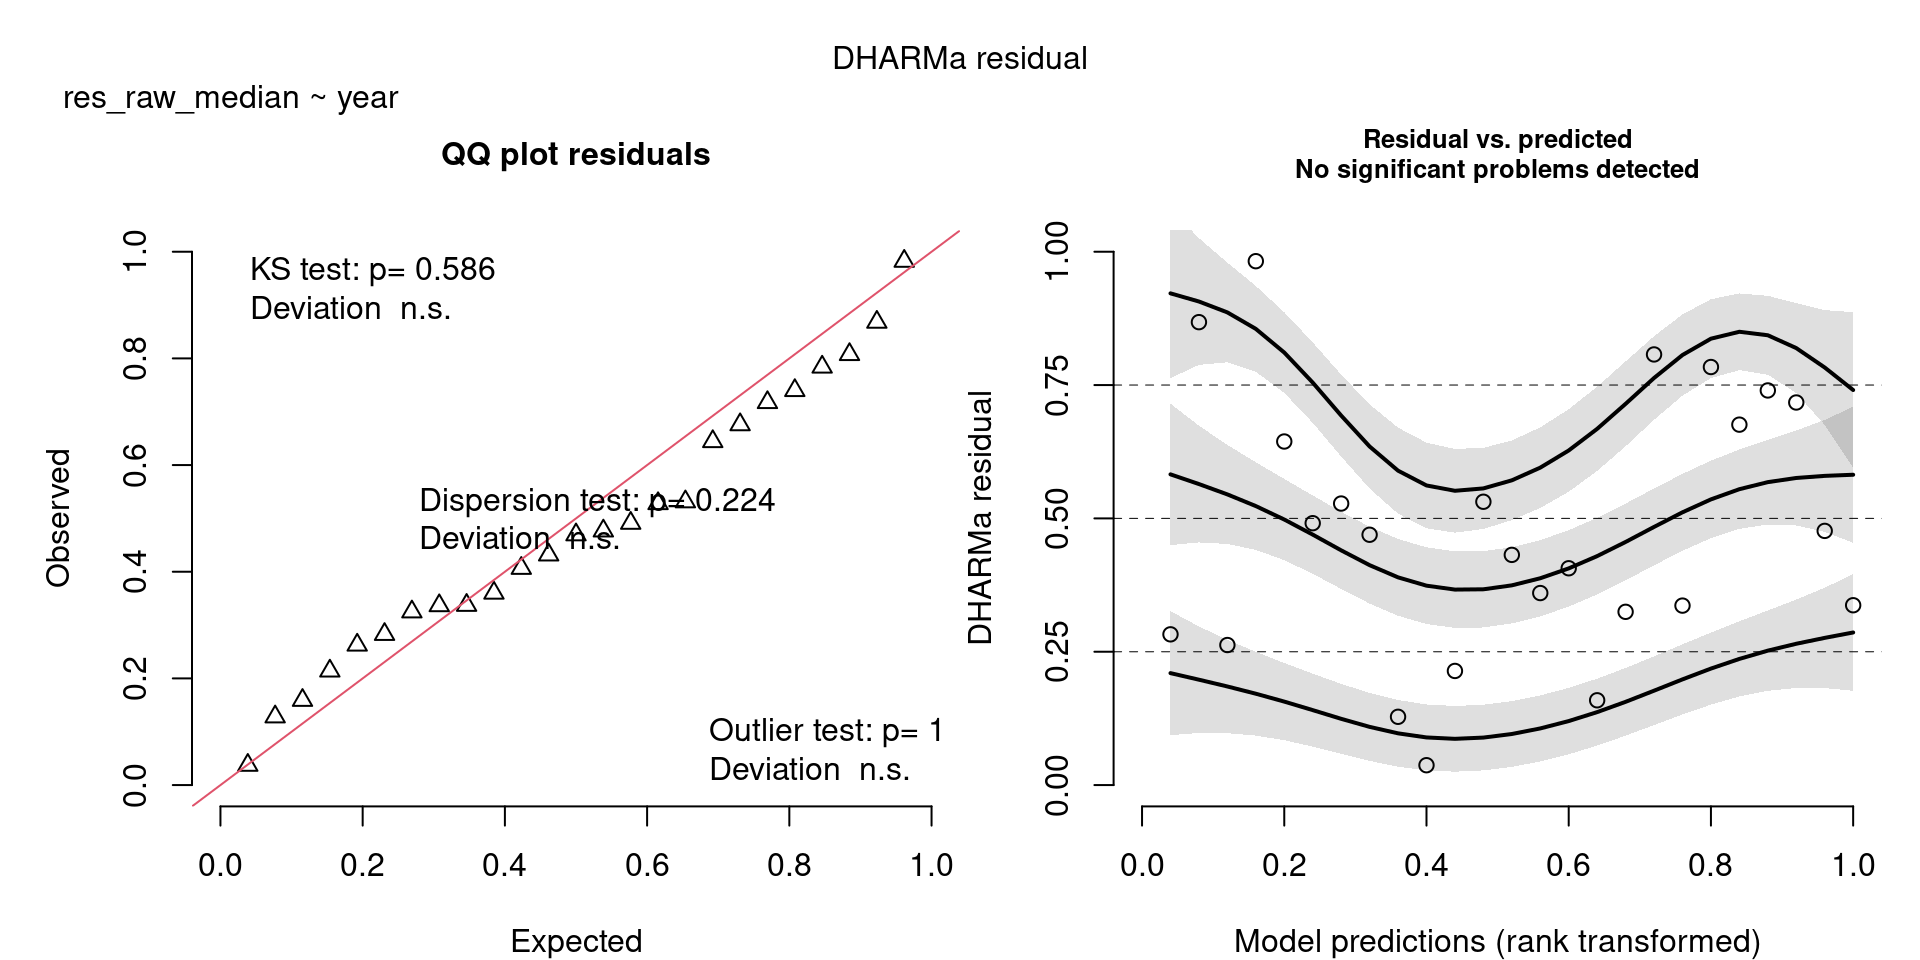 DHARMa residual
res_raw_median ~ year
QQ plot residuals
KS test: p= 0.586
Deviation  n.s.
Dispersion test: p= 0.224
Deviation  n.s.
Outlier test: p= 1
Deviation  n.s.
Observed
0.0 0.2 0.4 0.6 0.8 1.0
Expected
0.0 0.2 0.4 0.6 0.8 1.0
Residual vs. predicted
No significant problems detected
DHARMa residual
0.00 0.25 0.50 0.75 1.00
Model predictions (rank transformed)
0.0 0.2 0.4 0.6 0.8 1.0